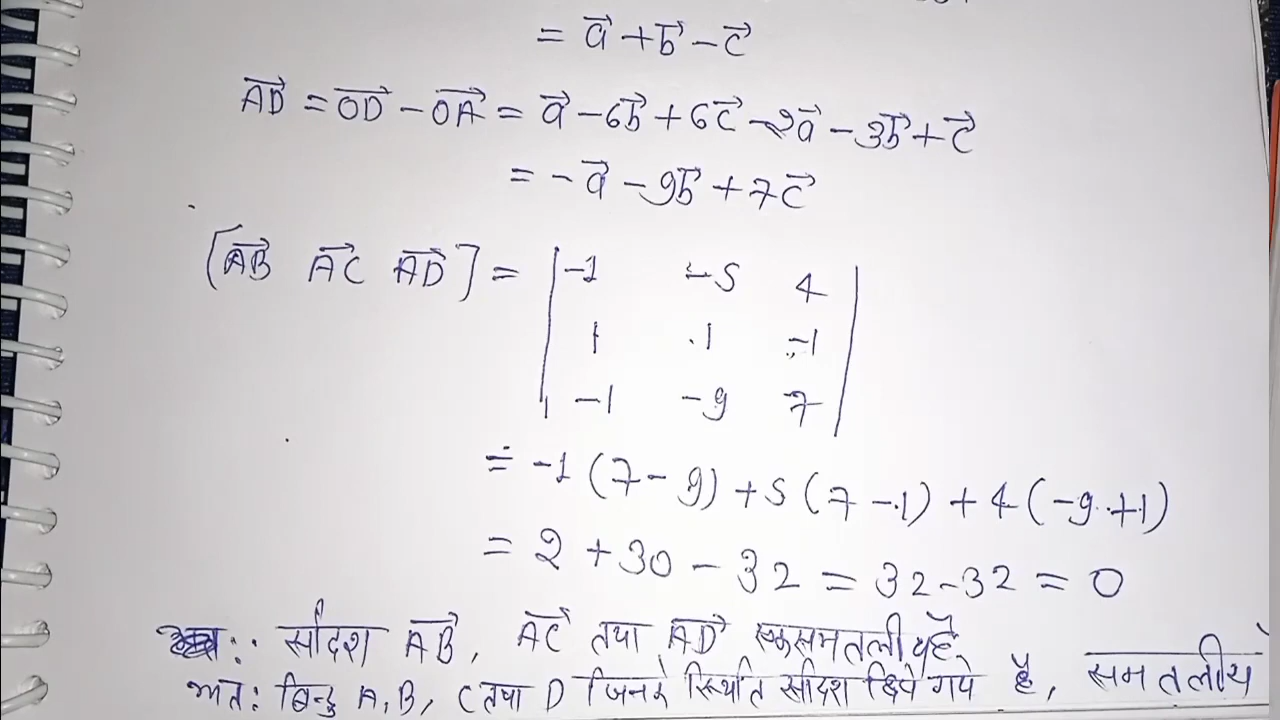 = a⃗ + b⃗ - c⃗
AD⃗ = OD⃗ - OA⃗ = a⃗ - 6b⃗ + 6c⃗ - 2a⃗ - 3b⃗ + c⃗
= - a⃗ - 9b⃗ + 7c⃗
[AB⃗ AC⃗ AD⃗] = | -1 -5 4 |
| 1 1 -1 |
| -1 -9 7 |
= -1 (7 - 9) + 5 (7 - 1) + 4 (-9 + 1)
= 2 + 30 - 32 = 32 - 32 = 0
∴ सदिश AB⃗, AC⃗ तथा AD⃗ एकसमतलीय है
अत: बिन्दु A, B, C तथा D जिनके स्थिति सदिश दिये गये है, समतलीय